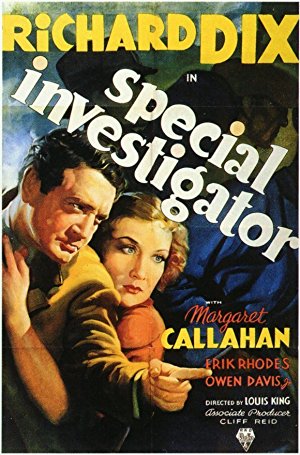 RICHARD DIX
IN
special
investigator
WITH
Margaret
CALLAHAN
ERIK RHODES
OWEN DAVIS, Jr.
DIRECTED BY LOUIS KING
Associate Producer
CLIFF REID